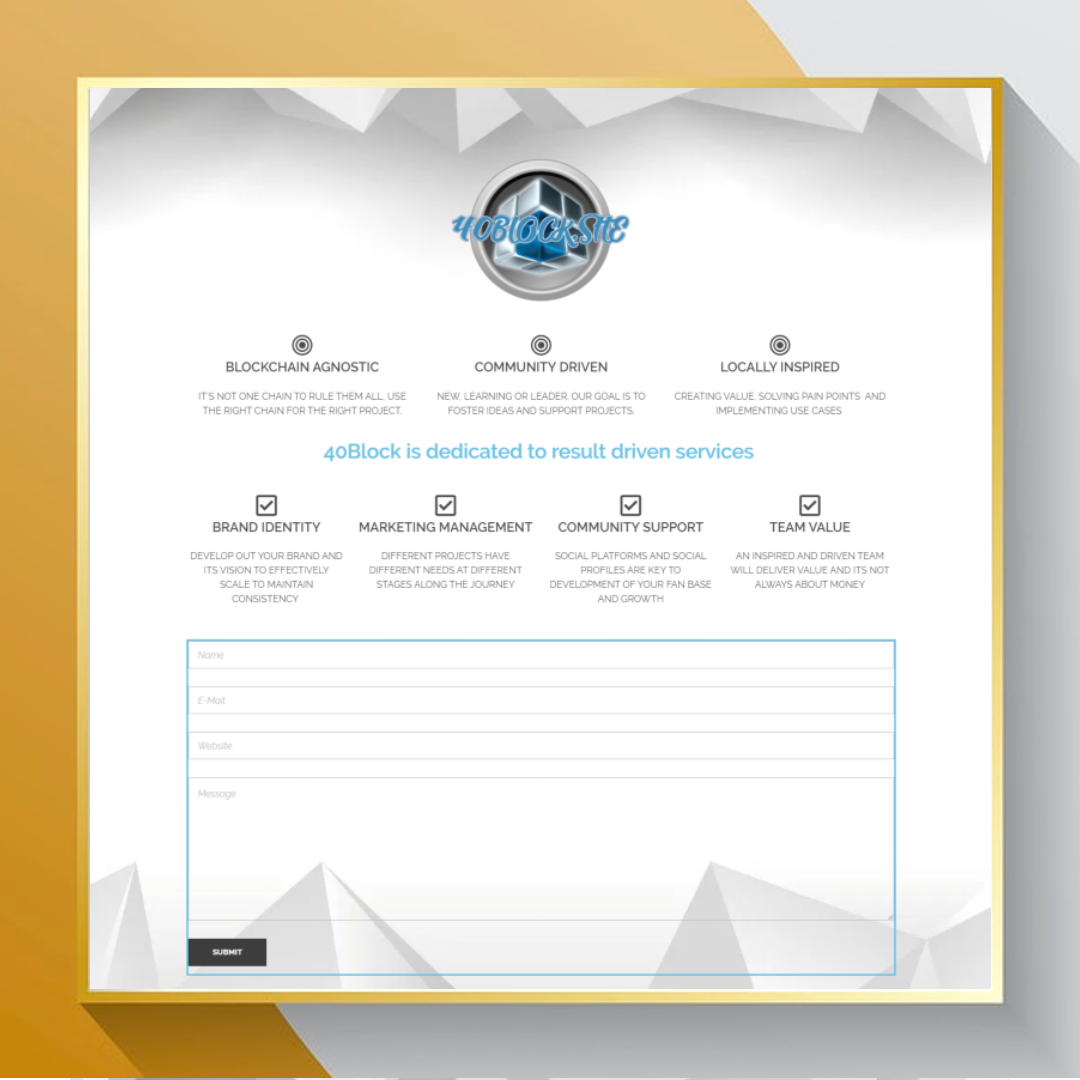 40BLOCK.SITE
BLOCKCHAIN AGNOSTIC
IT'S NOT ONE CHAIN TO RULE THEM ALL, USE
THE RIGHT CHAIN FOR THE RIGHT PROJECT.
COMMUNITY DRIVEN
NEW, LEARNING OR LEADER, OUR GOAL IS TO
FOSTER IDEAS AND SUPPORT PROJECTS.
LOCALLY INSPIRED
CREATING VALUE, SOLVING PAIN POINTS AND
IMPLEMENTING USE CASES
40Block is dedicated to result driven services
BRAND IDENTITY
DEVELOP OUT YOUR BRAND AND
ITS VISION TO EFFECTIVELY
SCALE TO MAINTAIN
CONSISTENCY
MARKETING MANAGEMENT
DIFFERENT PROJECTS HAVE
DIFFERENT NEEDS AT DIFFERENT
STAGES ALONG THE JOURNEY
COMMUNITY SUPPORT
SOCIAL PLATFORMS AND SOCIAL
PROFILES ARE KEY TO
DEVELOPMENT OF YOUR FAN BASE
AND GROWTH
TEAM VALUE
AN INSPIRED AND DRIVEN TEAM
WILL DELIVER VALUE AND ITS NOT
ALWAYS ABOUT MONEY
Name
E-Mail
Website
Message
SUBMIT